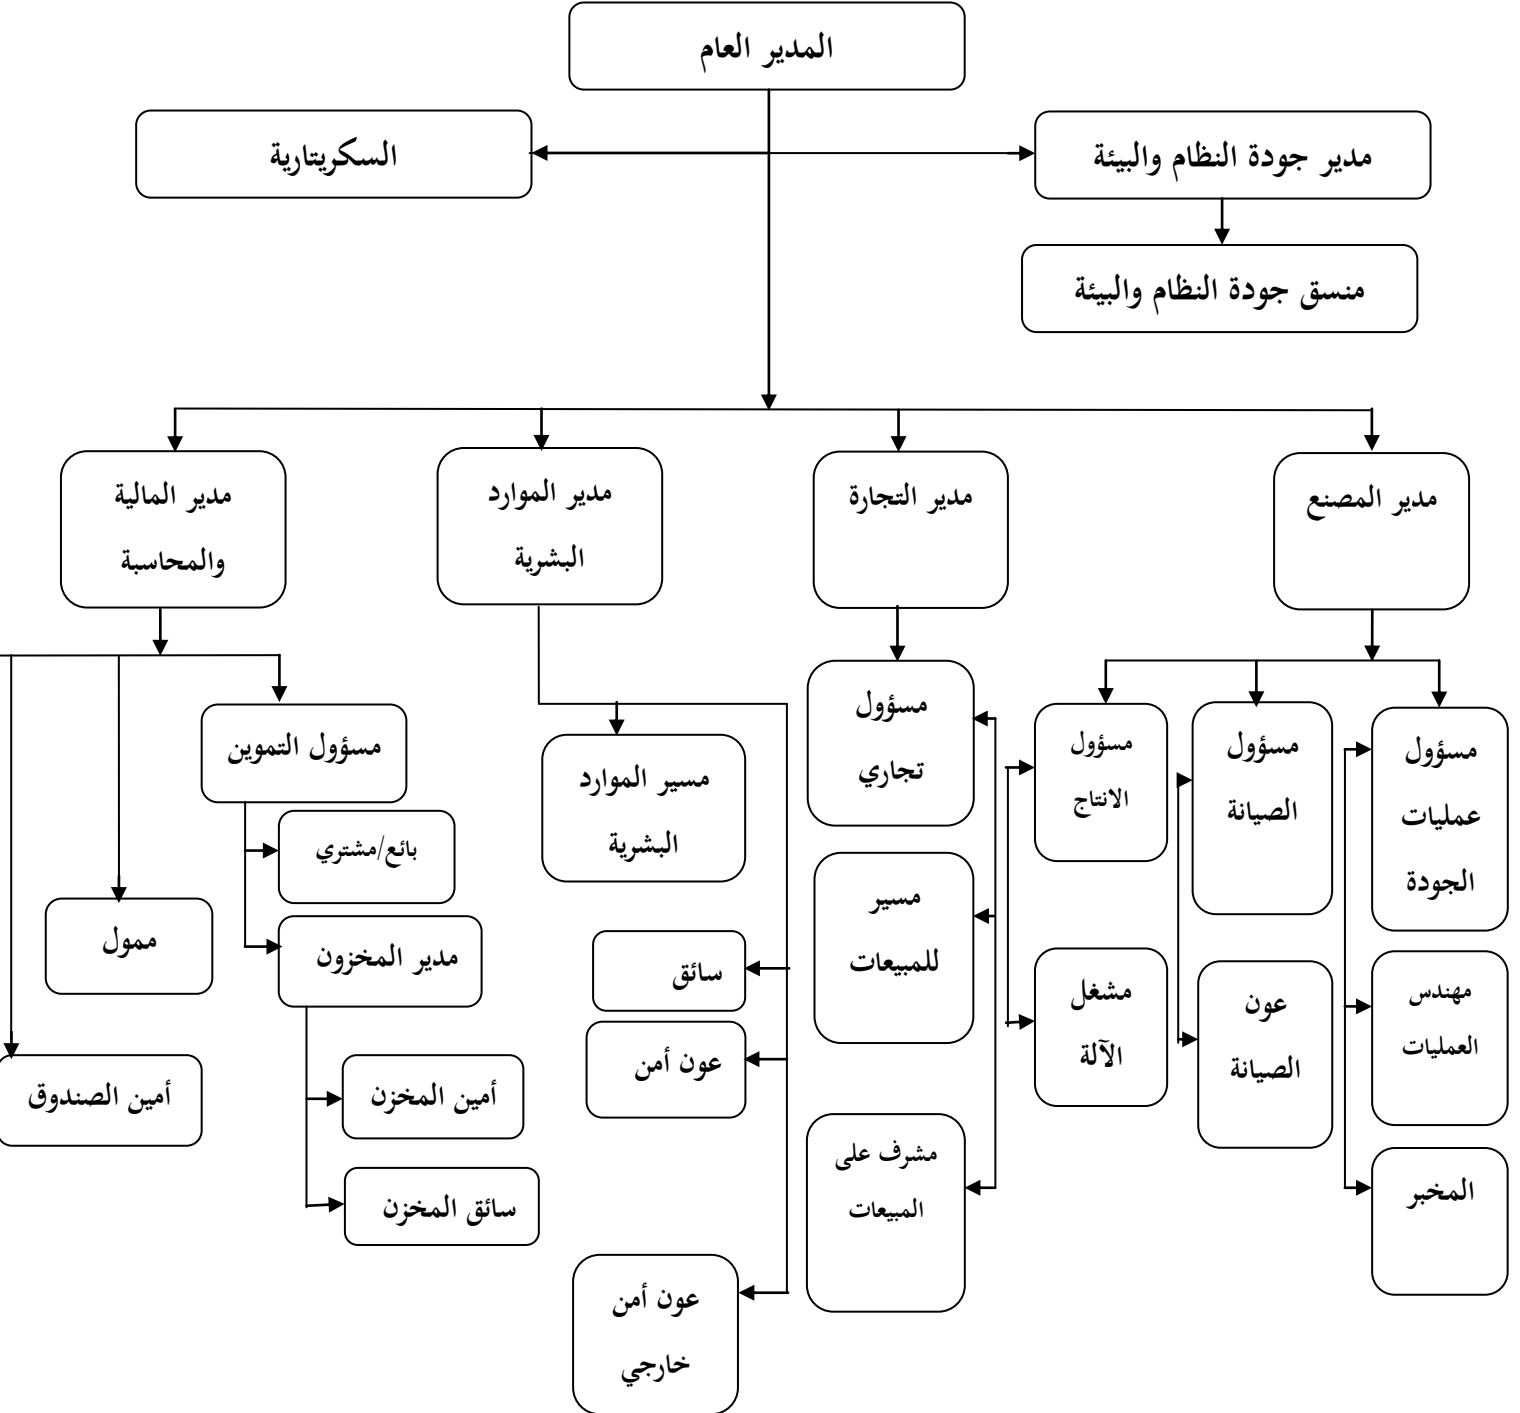 المدير العام
مدير جودة النظام والبيئة
السكريتارية
منسق جودة النظام والبيئة
مدير المصنع
مدير التجارة
مدير الموارد
البشرية
مدير المالية
والمحاسبة
مسؤول
عمليات
الجودة
مهندس
العمليات
المخبر
مسؤول
الصيانة
عون
الصيانة
مسؤول
الانتاج
مشغل
الآلة
مسؤول
تجاري
مسير
للمبيعات
مشرف على
المبيعات
مسير الموارد
البشرية
سائق
عون أمن
عون أمن
خارجي
مسؤول التموين
بائع/مشتري
مدير المخزون
أمين المخزن
سائق المخزن
ممول
أمين الصندوق